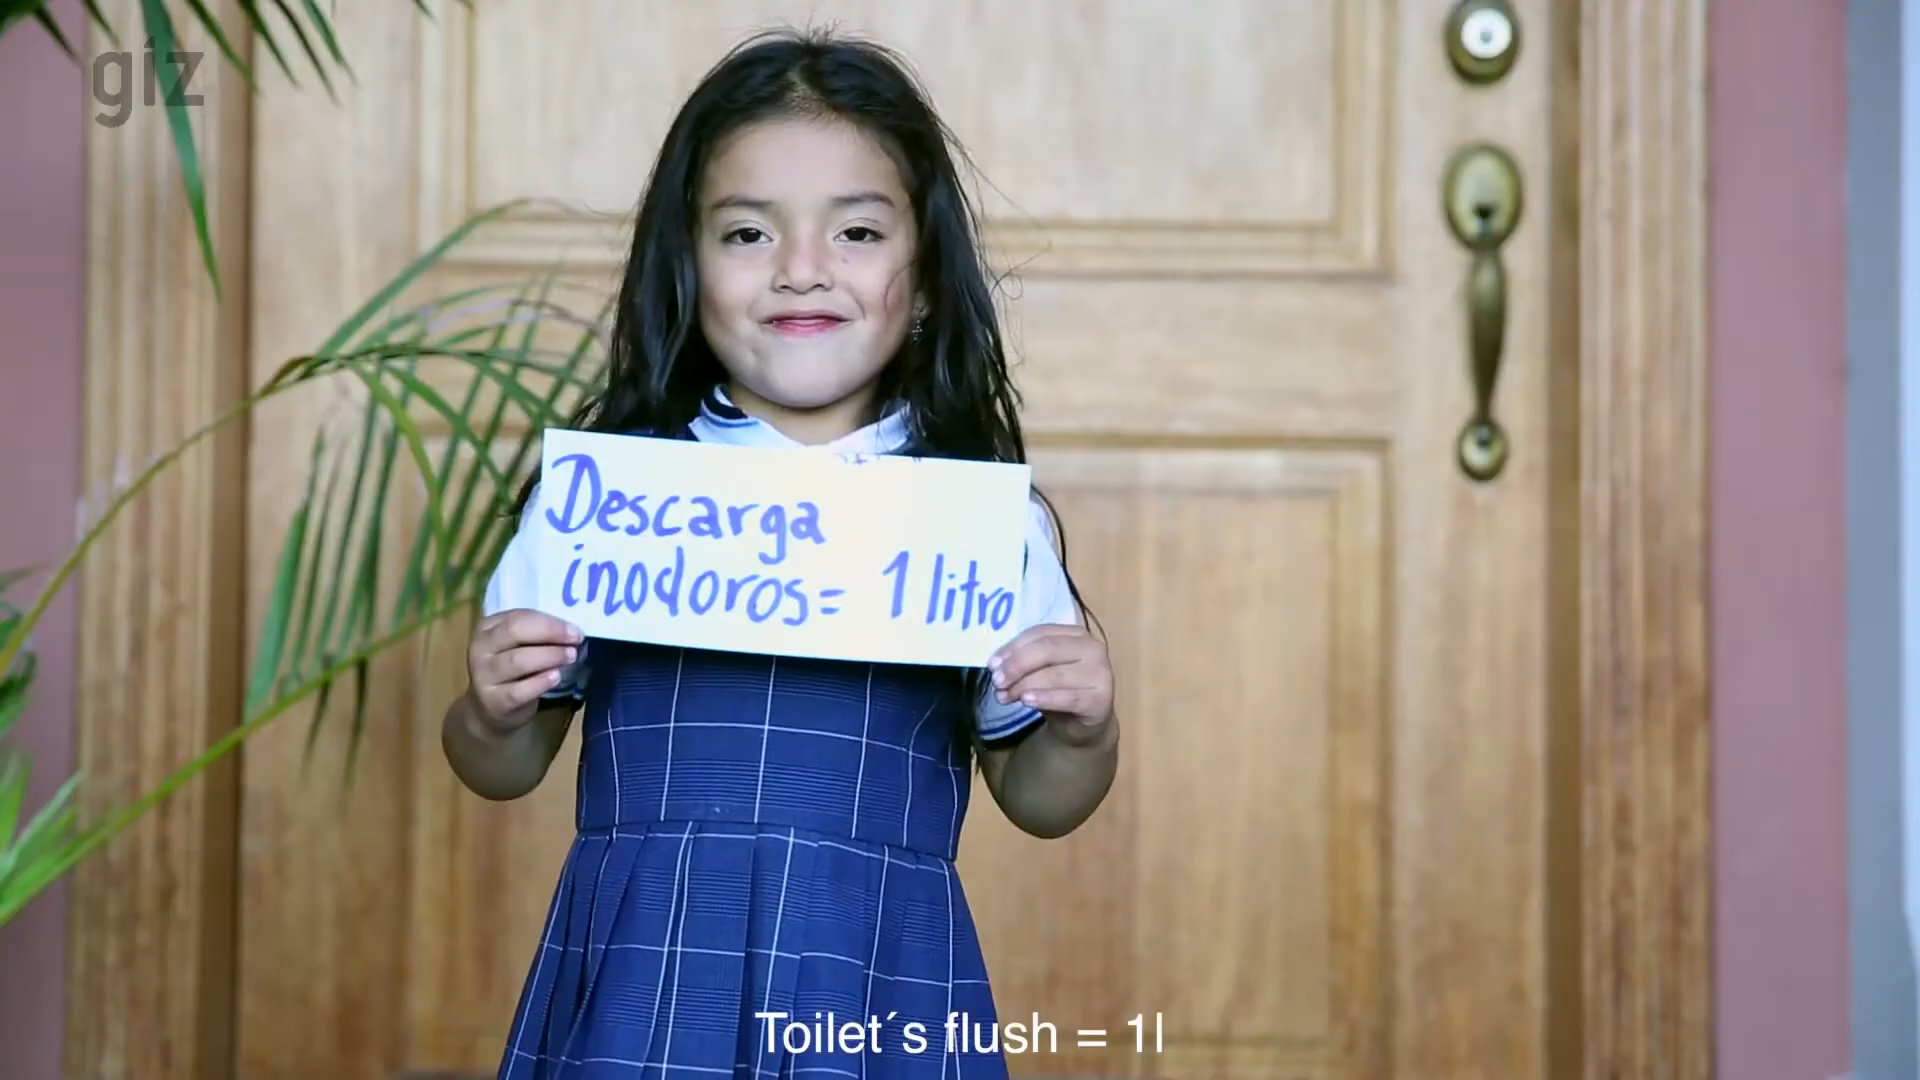 giz
Descarga
inodoros= 1 litro
Toilet´s flush = 1l